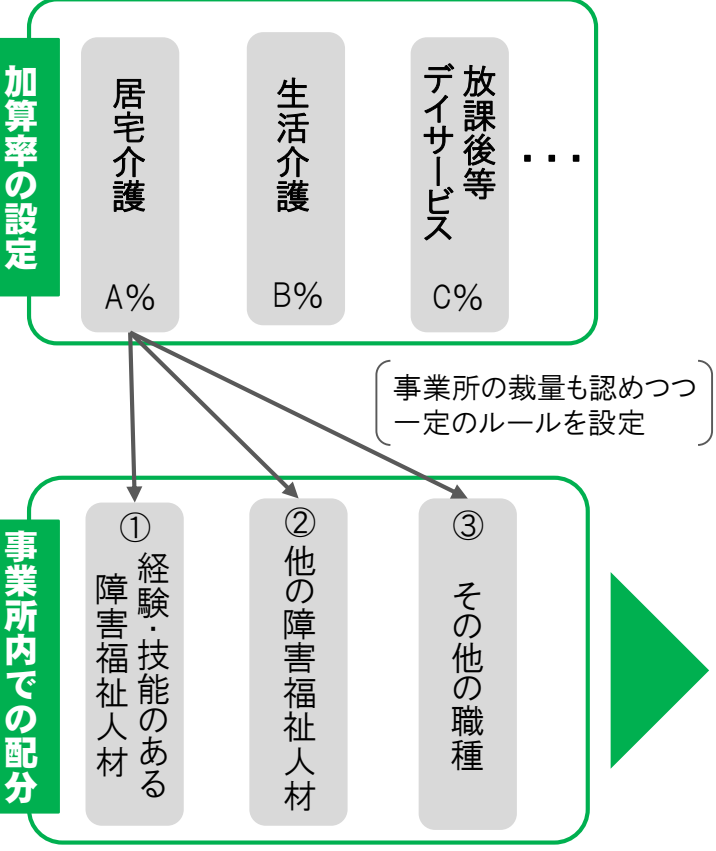 加算率の設定
居宅介護
A%
生活介護
B%
放課後等
デイサービス
C%
・・・
事業所の裁量も認めつつ
一定のルールを設定
事業所内での配分
①
経験・技能のある
障害福祉人材
②
他の障害福祉人材
③
その他の職種